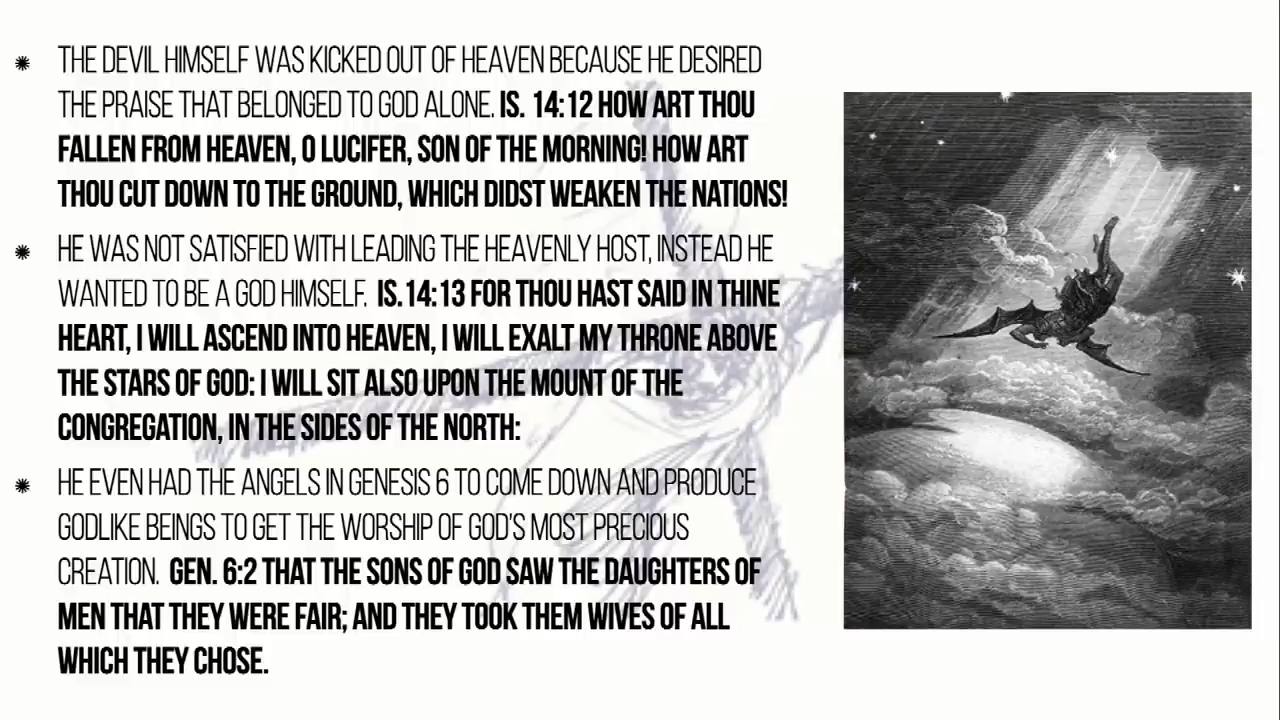 THE DEVIL HIMSELF WAS KICKED OUT OF HEAVEN BECAUSE HE DESIRED
THE PRAISE THAT BELONGED TO GOD ALONE. IS. 14:12 HOW ART THOU
FALLEN FROM HEAVEN, O LUCIFER, SON OF THE MORNING! HOW ART
THOU CUT DOWN TO THE GROUND, WHICH DIDST WEAKEN THE NATIONS!
HE WAS NOT SATISFIED WITH LEADING THE HEAVENLY HOST, INSTEAD HE
WANTED TO BE A GOD HIMSELF. IS.14:13 FOR THOU HAST SAID IN THINE
HEART, I WILL ASCEND INTO HEAVEN, I WILL EXALT MY THRONE ABOVE
THE STARS OF GOD: I WILL SIT ALSO UPON THE MOUNT OF THE
CONGREGATION, IN THE SIDES OF THE NORTH:
HE EVEN HAD THE ANGELS IN GENESIS 6 TO COME DOWN AND PRODUCE
GODLIKE BEINGS TO GET THE WORSHIP OF GOD'S MOST PRECIOUS
CREATION. GEN. 6:2 THAT THE SONS OF GOD SAW THE DAUGHTERS OF
MEN THAT THEY WERE FAIR; AND THEY TOOK THEM WIVES OF ALL
WHICH THEY CHOSE.